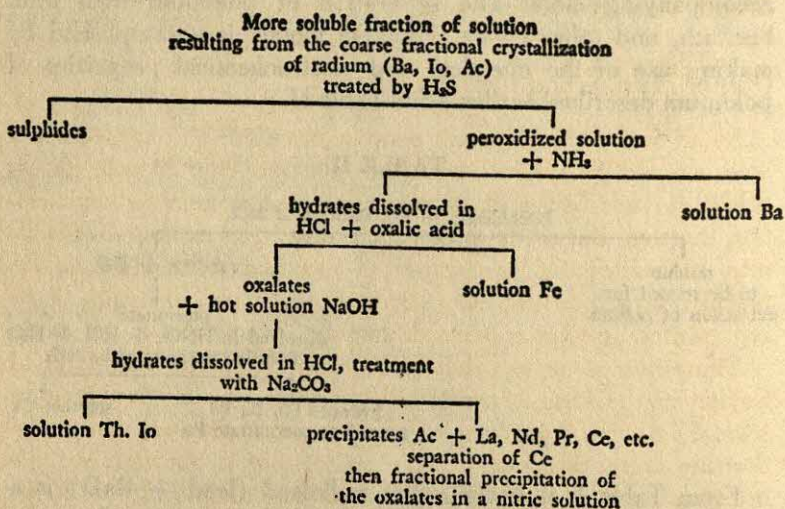 More soluble fraction of solution
resulting from the coarse fractional crystallization
of radium (Ba, Io, Ac)
treated by H₂S
sulphides
peroxidized solution
+ NH₃
hydrates dissolved in
HCl + oxalic acid
solution Ba
oxalates
+ hot solution NaOH
solution Fe
hydrates dissolved in HCl, treatment
with Na₂CO₃
solution Th. Io
precipitates Ac + La, Nd, Pr, Ce, etc.
separation of Ce
then fractional precipitation of
the oxalates in a nitric solution